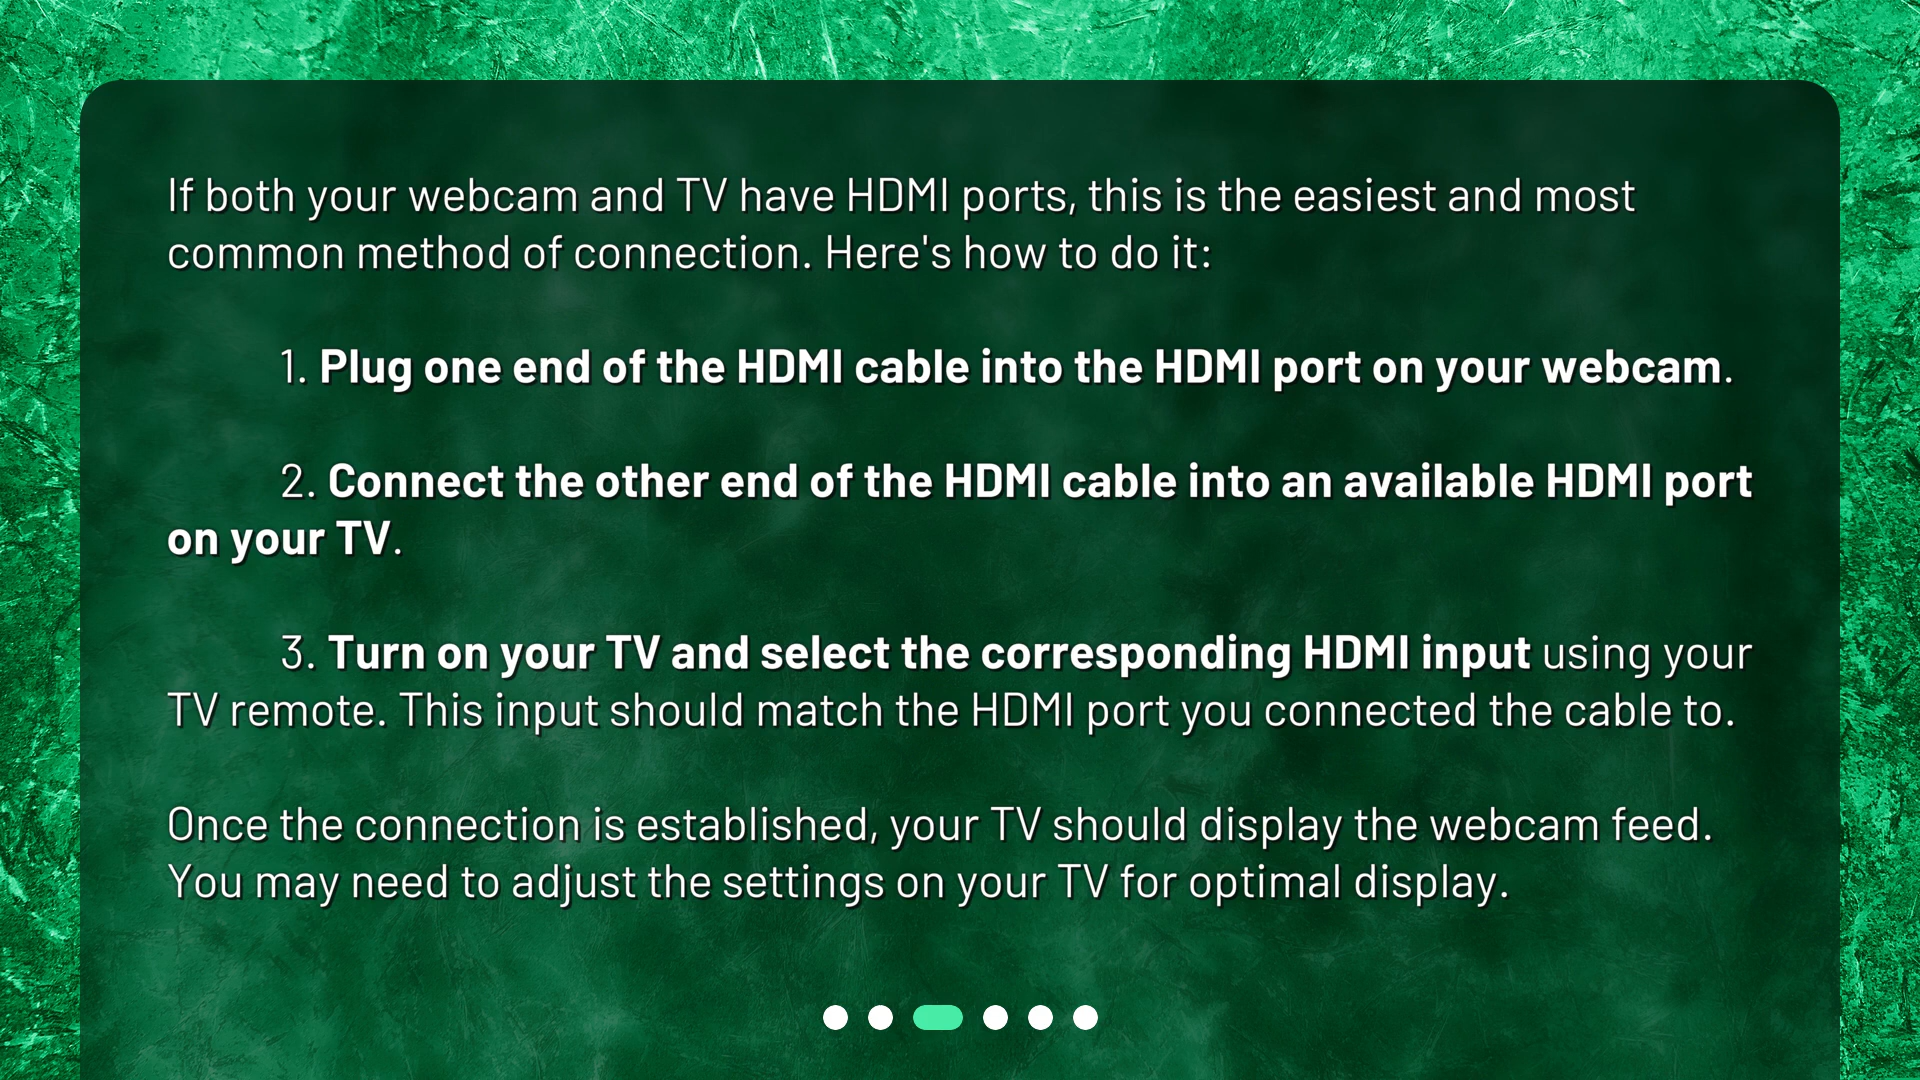 If both your webcam and TV have HDMI ports, this is the easiest and most
common method of connection. Here's how to do it:
1. Plug one end of the HDMI cable into the HDMI port on your webcam.
2. Connect the other end of the HDMI cable into an available HDMI port
on your TV.
3. Turn on your TV and select the corresponding HDMI input using your
TV remote. This input should match the HDMI port you connected the cable to.
Once the connection is established, your TV should display the webcam feed.
You may need to adjust the settings on your TV for optimal display.